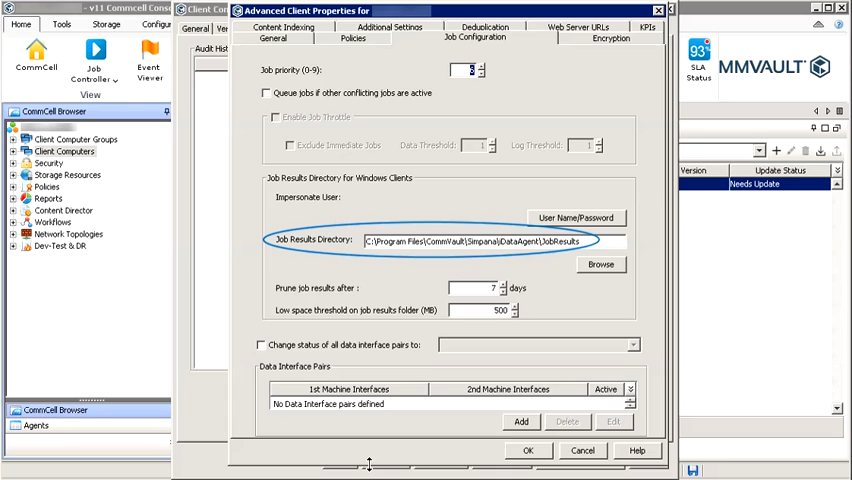 - v11 Commcell Conso
Home
Tools
Storage
Configura
CommCell
Job
Controller
Event
Viewer
View
CommCell Browser
Client Computer Groups
Client Computers
Security
Storage Resources
Policies
Reports
Content Director
Workflows
Network Topologies
Dev-Test & DR
CommCell Browser
Agents
Client Comput
General
Ve
Audit Hist
Advanced Client Properties for
Content Indexing
Additional Settings
Deduplication
Web Server URLs
KPIs
General
Policies
Job Configuration
Encryption
Job priority (0-9):
6
Queue jobs if other conflicting jobs are active
Enable Job Throttle
Exclude Immediate Jobs
Data Threshold:
1
Log Threshold:
1
Job Results Directory for Windows Clients
Impersonate User:
User Name/Password
Job Results Directory:
C:\Program Files\CommVault\Simpana\iDataAgent\JobResults
Browse
Prune job results after :
7
days
Low space threshold on job results folder (MB)
500
Change status of all data interface pairs to:
Data Interface Pairs
1st Machine Interfaces
2nd Machine Interfaces
Active
No Data Interface pairs defined
Add
Delete
Edit
OK
Cancel
Help
93%
SLA
Status
MMVAULT
Version
Update Status
Needs Update